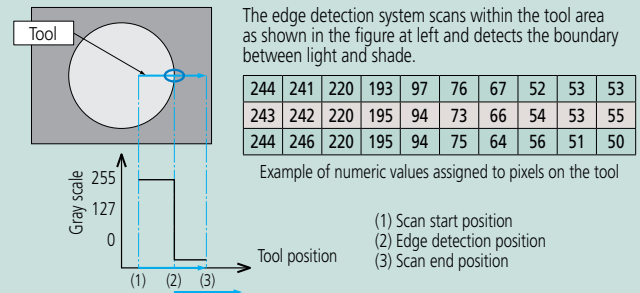 Tool
The edge detection system scans within the tool area
as shown in the figure at left and detects the boundary
between light and shade.
244 241 220 193 97 76 67 52 53 53
243 242 220 195 94 73 66 54 53 55
244 246 220 195 94 75 64 56 51 50
Example of numeric values assigned to pixels on the tool
Gray scale
255
127
0
(1) (2) (3)
Tool position
(1) Scan start position
(2) Edge detection position
(3) Scan end position